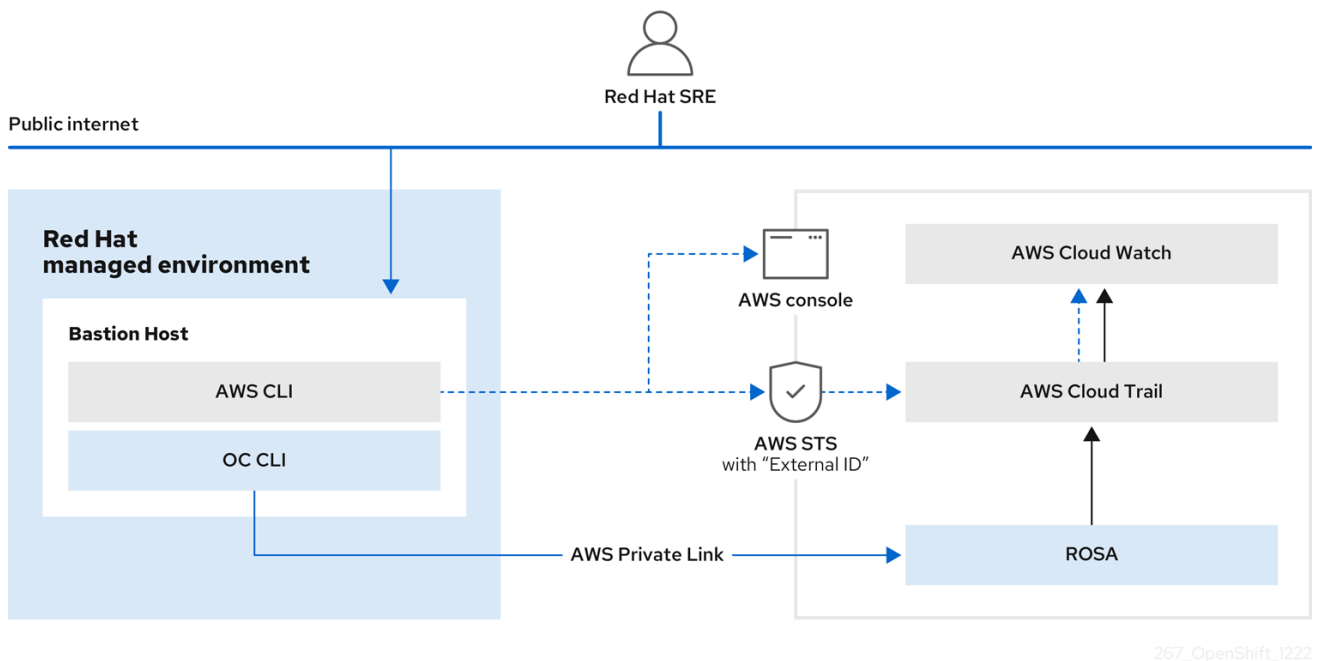 Red Hat SRE
Public internet
Red Hat
managed environment
Bastion Host
AWS CLI
OC CLI
AWS console
AWS STS
with “External ID”
AWS Private Link
AWS Cloud Watch
AWS Cloud Trail
ROSA
267_OpenShift_1222